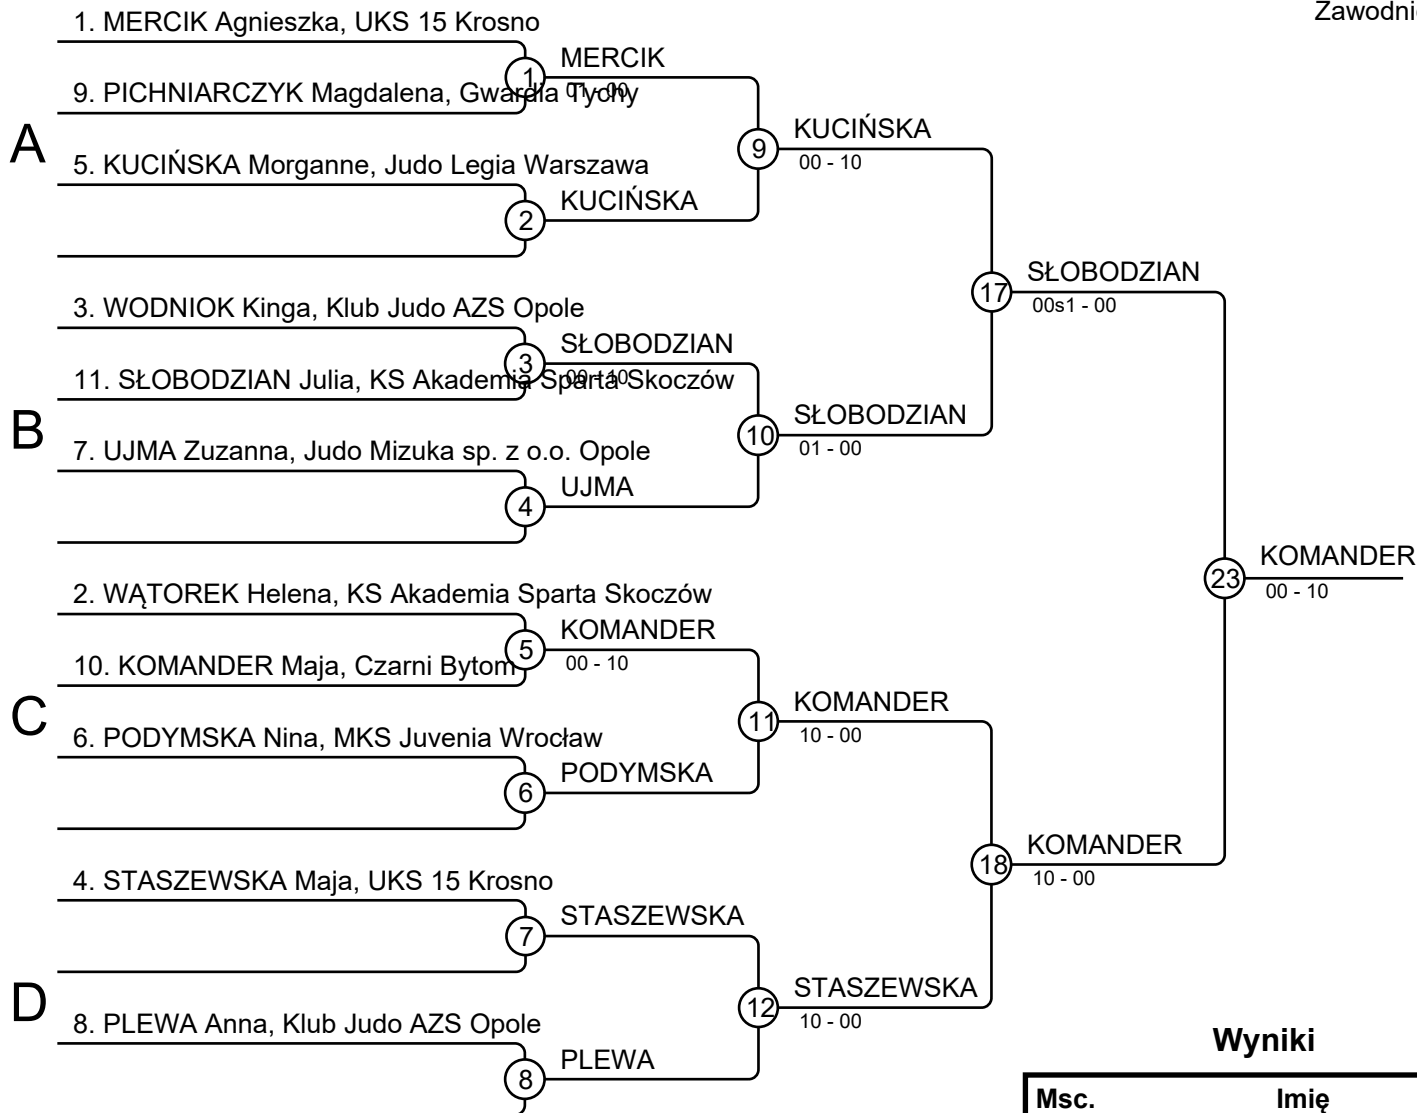 Zawodni
1. MERCIK Agnieszka, UKS 15 Krosno
1
MERCIK
01 - 00
9. PICHNIARCZYK Magdalena, Gwardia Tychy
A
9
KUCIŃSKA
00 - 10
5. KUCIŃSKA Morganne, Judo Legia Warszawa
2
KUCIŃSKA
17
SŁOBODZIAN
00s1 - 00
3. WODNIOK Kinga, Klub Judo AZS Opole
3
SŁOBODZIAN
00 - 10
11. SŁOBODZIAN Julia, KS Akademia Sparta Skoczów
B
10
SŁOBODZIAN
01 - 00
7. UJMA Zuzanna, Judo Mizuka sp. z o.o. Opole
4
UJMA
23
KOMANDER
00 - 10
2. WĄTOREK Helena, KS Akademia Sparta Skoczów
5
KOMANDER
00 - 10
10. KOMANDER Maja, Czarni Bytom
C
11
KOMANDER
10 - 00
6. PODYMSKA Nina, MKS Juvenia Wrocław
6
PODYMSKA
18
KOMANDER
10 - 00
4. STASZEWSKA Maja, UKS 15 Krosno
7
STASZEWSKA
D
12
STASZEWSKA
10 - 00
8. PLEWA Anna, Klub Judo AZS Opole
8
PLEWA
Wyniki
Msc. Imię